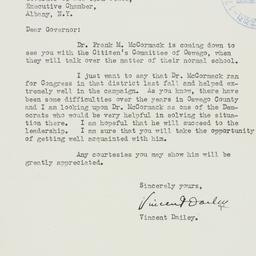 Executive Chamber,
Albany, N.Y.
Dear Governor:
Dr. Frank M. McCormack is coming down to
see you with the Citizen's Committee of Oswego, when
they will talk over the matter of their normal school.
I just want to say that Dr. McCormack ran
for Congress in that district last fall and helped ex-
tremely well in the campaign. As you know, there have
been some difficulties over the years in Oswego County
and I am looking upon Dr. McCormack as one of the Dem-
ocrats who would be very helpful in solving the situa-
tion there. I am hopeful that he will succeed to the
leadership. I am sure that you will take the opportunity
of getting well acquainted with him.
Any courtesies you may show him will be
greatly appreciated.
Sincerely yours,
Vincent Dailey
Vincent Dailey.